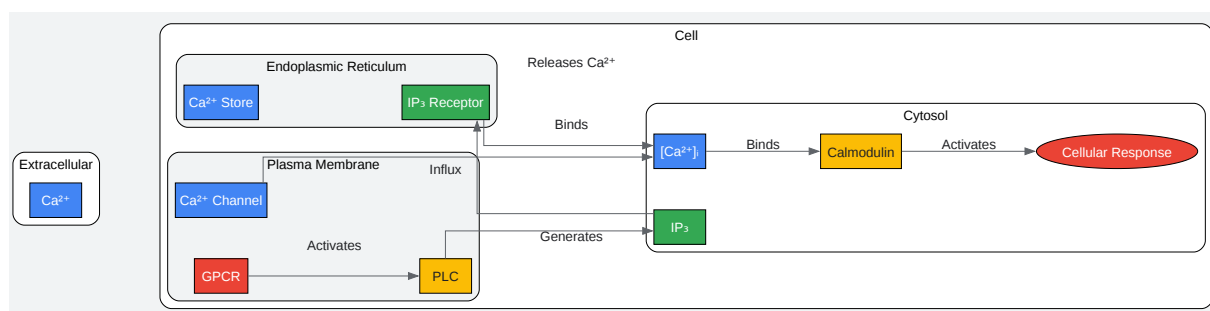 Cell
Endoplasmic Reticulum
Releases Ca²⁺
Ca²⁺ Store
IP₃ Receptor
Binds
Cytosol
[Ca²⁺]ᵢ
Binds
Calmodulin
Activates
Cellular Response
Extracellular
Ca²⁺
Plasma Membrane
Influx
Ca²⁺ Channel
IP₃
Activates
Generates
GPCR
PLC